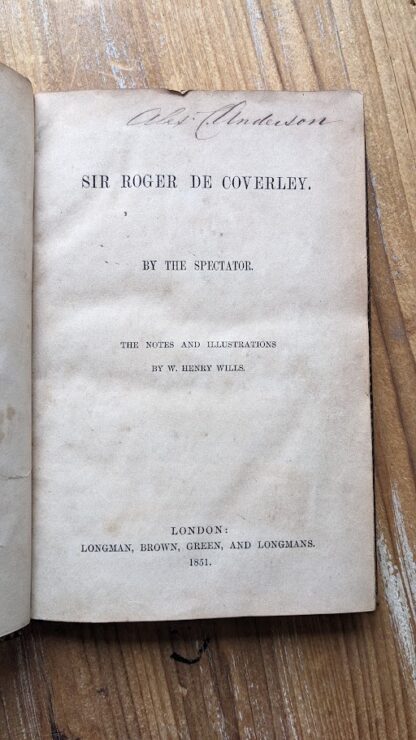 Alex. C. Anderson
SIR ROGER DE COVERLEY.
BY THE SPECTATOR.
THE NOTES AND ILLUSTRATIONS
BY W. HENRY WILLS.
LONDON:
LONGMAN, BROWN, GREEN, AND LONGMANS.
1851.